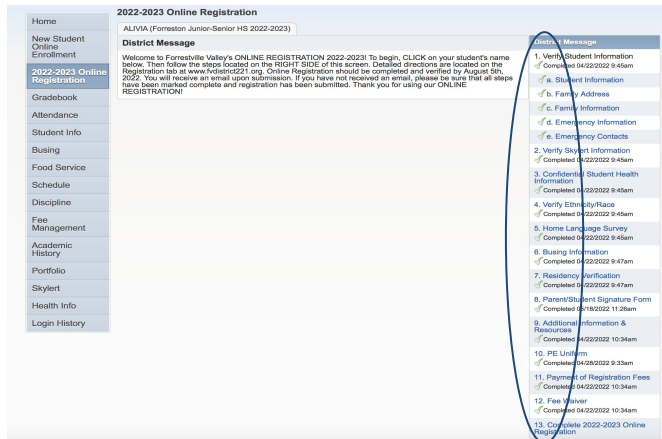 2022-2023 Online Registration
Home
New Student
Online
Enrollment
2022-2023 Online
Registration
Gradebook
Attendance
Student Info
Busing
Food Service
Schedule
Discipline
Fee
Management
Academic
History
Portfolio
Skylert
Health Info
Login History
ALIVIA (Forreston Junior-Senior HS 2022-2023)
District Message
Welcome to Forrestville Valley's ONLINE REGISTRATION 2022-2023! To begin, CLICK on your student's name
below. Then follow the steps located on the RIGHT SIDE of this screen. Detailed directions are located on the
Registration tab at www.fvdistrict221.org. Online Registration should be completed and verified by August 5th,
2022. You will receive an email upon submission. If you have not received an email, please be sure that all steps
have been marked complete and registration has been submitted. Thank you for using our ONLINE
REGISTRATION!
District Message
1. Verify Student Information
Completed 04/22/2022 9:45am
a. Student Information
b. Family Address
c. Family Information
d. Emergency Information
e. Emergency Contacts
2. Verify Skylert Information
Completed 04/22/2022 9:45am
3. Confidential Student Health
Information
Completed 04/22/2022 9:45am
4. Verify Ethnicity/Race
Completed 04/22/2022 9:45am
5. Home Language Survey
Completed 04/22/2022 9:45am
6. Busing Information
Completed 04/22/2022 9:47am
7. Residency Verification
Completed 04/22/2022 9:47am
8. Parent/Student Signature Form
Completed 05/18/2022 11:26am
9. Additional Information &
Resources
Completed 04/22/2022 10:34am
10. PE Uniform
Completed 04/28/2022 9:33am
11. Payment of Registration Fees
Completed 04/22/2022 10:34am
12. Fee Waiver
Completed 04/22/2022 10:34am
13. Complete 2022-2023 Online
Registration